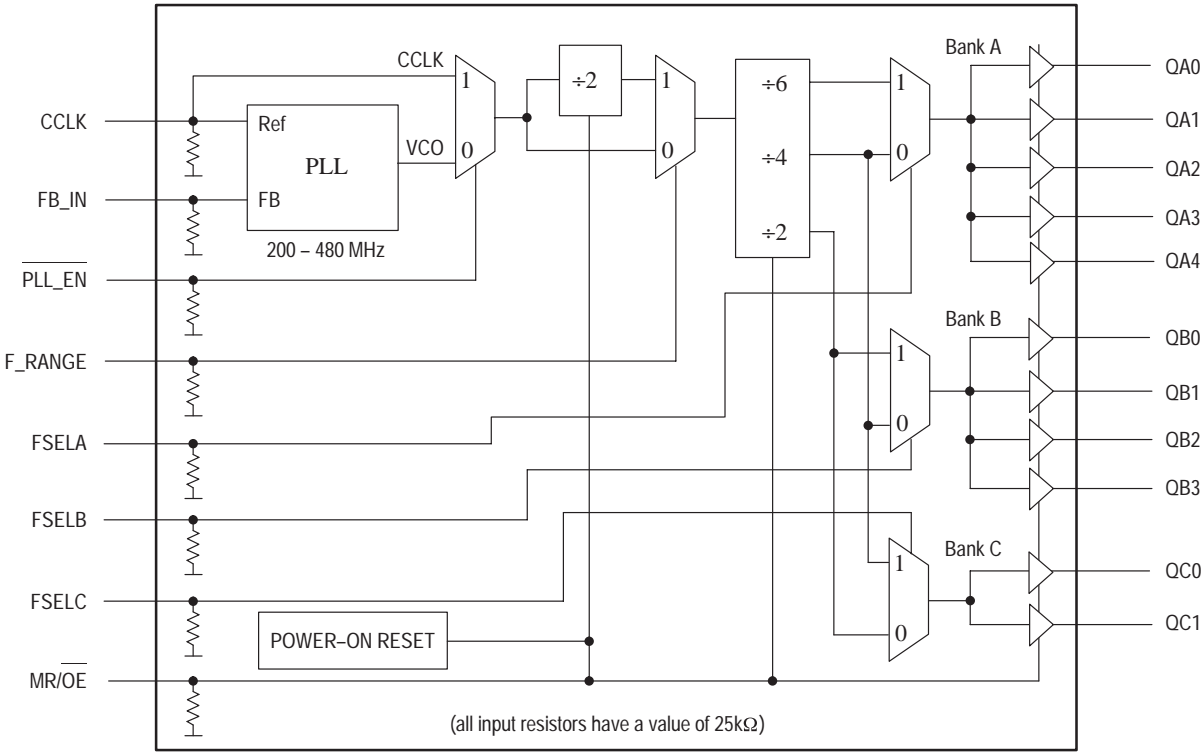 CCLK
FB_IN
PLL_EN
F_RANGE
FSELA
FSELB
FSELC
MR/OE
CCLK
1
0
Ref
PLL
FB
VCO
200 – 480 MHz
÷2
1
0
÷6
÷4
÷2
1
0
Bank A
QA0
QA1
QA2
QA3
QA4
Bank B
1
0
QB0
QB1
QB2
QB3
Bank C
1
0
QC0
QC1
POWER–ON RESET
(all input resistors have a value of 25kΩ)